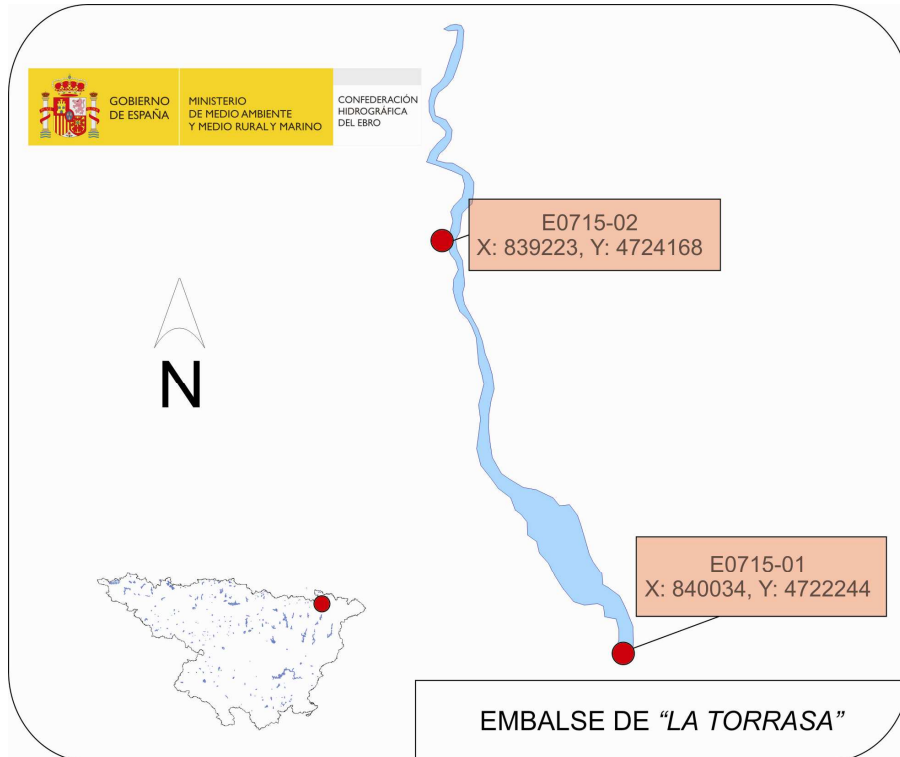 GOBIERNO
DE ESPAÑA
MINISTERIO
DE MEDIO AMBIENTE
Y MEDIO RURAL Y MARINO
CONFEDERACIÓN
HIDROGRÁFICA
DEL EBRO
E0715-02
X: 839223, Y: 4724168
N
E0715-01
X: 840034, Y: 4722244
EMBALSE DE "LA TORRASA"